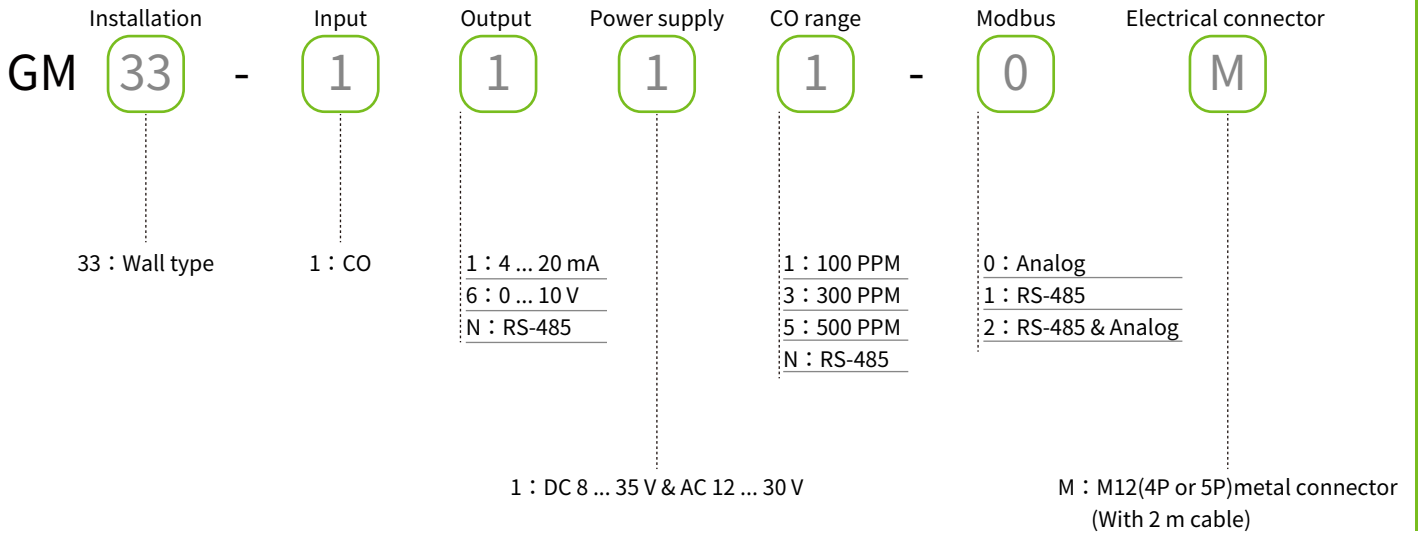 Installation Input Output Power supply CO range Modbus Electrical connector
GM 33 - 1 1 1 1 - 0 M
33：Wall type 1：CO 1：4 ... 20 mA 1：100 PPM 0：Analog
6：0 ... 10 V 3：300 PPM 1：RS-485
N：RS-485 5：500 PPM 2：RS-485 & Analog
N：RS-485
1：DC 8 ... 35 V & AC 12 ... 30 V M：M12(4P or 5P)metal connector
(With 2 m cable)